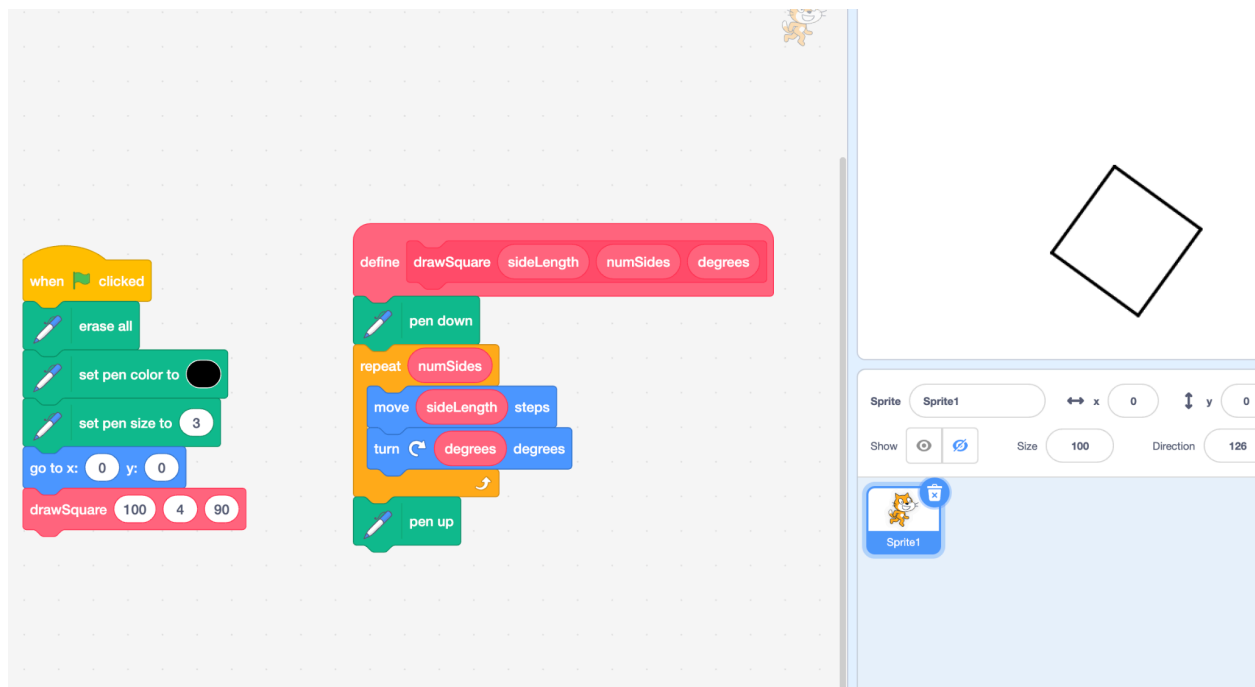 when clicked
erase all
set pen color to
set pen size to 3
go to x: 0 y: 0
drawSquare 100 4 90
define drawSquare sideLength numSides degrees
pen down
repeat numSides
move sideLength steps
turn degrees degrees
pen up
Sprite Sprite1 x 0 y 0
Show Size 100 Direction 126
Sprite1